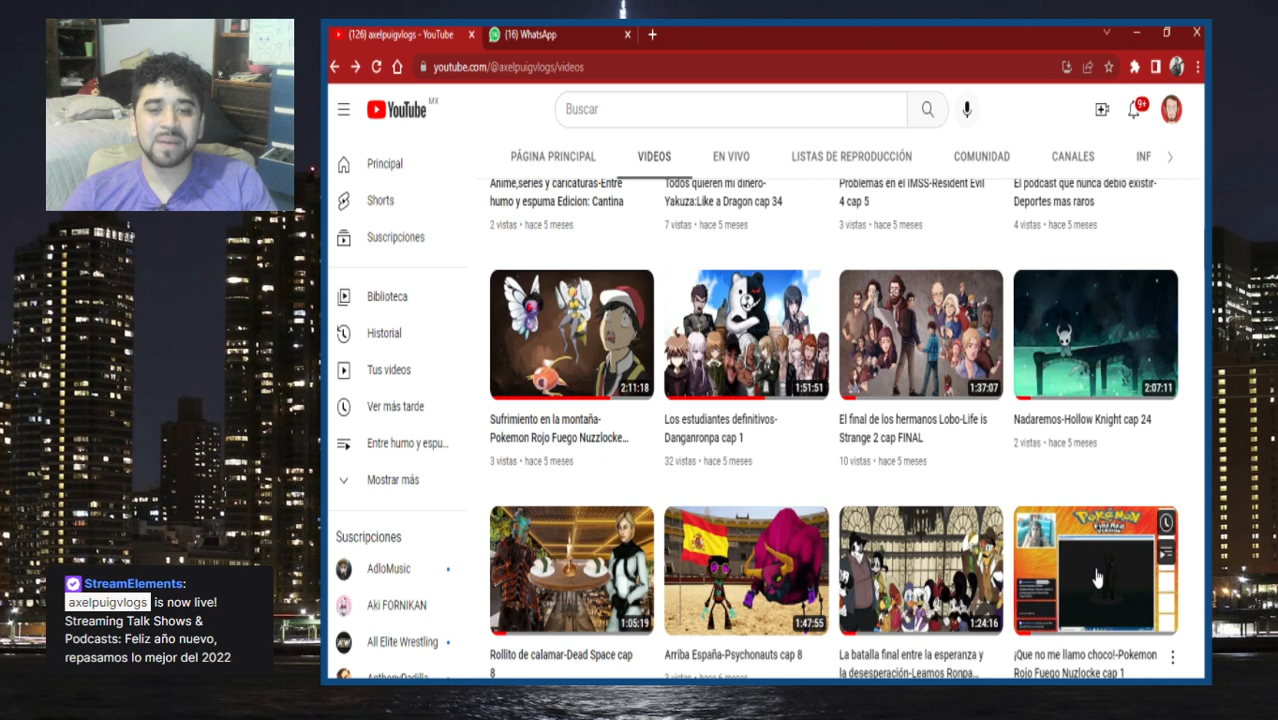 (126) axelpuigvlogs - YouTube
(16) WhatsApp
youtube.com/@axelpuigvlogs/videos
YouTube MX
Buscar
9+
PÁGINA PRINCIPAL
VIDEOS
EN VIVO
LISTAS DE REPRODUCCIÓN
COMUNIDAD
CANALES
INF
Principal
Shorts
Suscripciones
Biblioteca
Historial
Tus videos
Ver más tarde
Entre humo y espu...
Mostrar más
Suscripciones
AdloMusic
Aki FORNIKAN
All Elite Wrestling
AnthonyPadilla
Anime,series y caricaturas-Entre
humo y espuma Edicion: Cantina
2 vistas • hace 5 meses
Todos quieren mi dinero-
Yakuza:Like a Dragon cap 34
7 vistas • hace 5 meses
Problemas en el IMSS-Resident Evil
4 cap 5
3 vistas • hace 5 meses
El podcast que nunca debió existir-
Deportes mas raros
4 vistas • hace 5 meses
2:11:18
Sufrimiento en la montaña-
Pokemon Rojo Fuego Nuzzlocke...
3 vistas • hace 5 meses
1:51:51
Los estudiantes definitivos-
Danganronpa cap 1
32 vistas • hace 5 meses
1:37:07
El final de los hermanos Lobo-Life is
Strange 2 cap FINAL
10 vistas • hace 5 meses
2:07:11
Nadaremos-Hollow Knight cap 24
2 vistas • hace 5 meses
1:05:19
Rollito de calamar-Dead Space cap
8
1:47:55
Arriba España-Psychonauts cap 8
1:24:16
La batalla final entre la esperanza y
la desesperación-Leamos Ronpa...
POKÉMON
¡Que no me llamo choco!-Pokemon
Rojo Fuego Nuzlocke cap 1
StreamElements:
axelpuigvlogs is now live!
Streaming Talk Shows &
Podcasts: Feliz año nuevo,
repasamos lo mejor del 2022